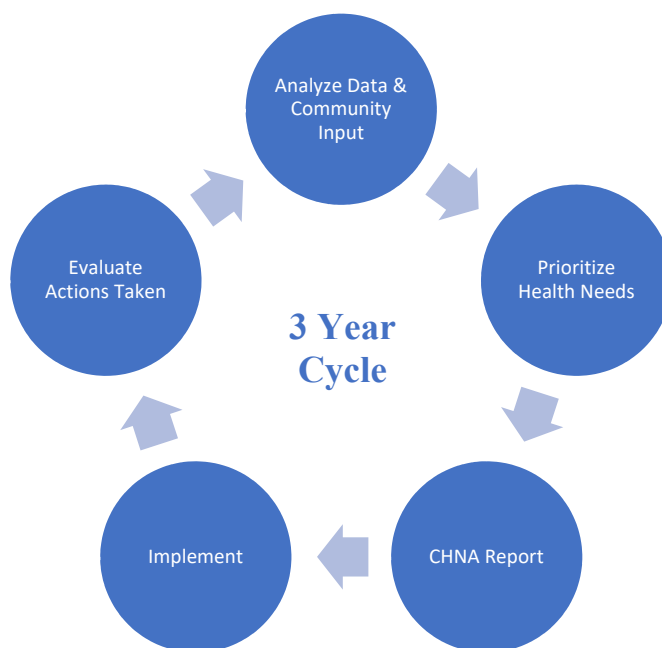 Analyze Data &
Community
Input
Prioritize
Health Needs
CHNA Report
Implement
Evaluate
Actions Taken
3 Year
Cycle